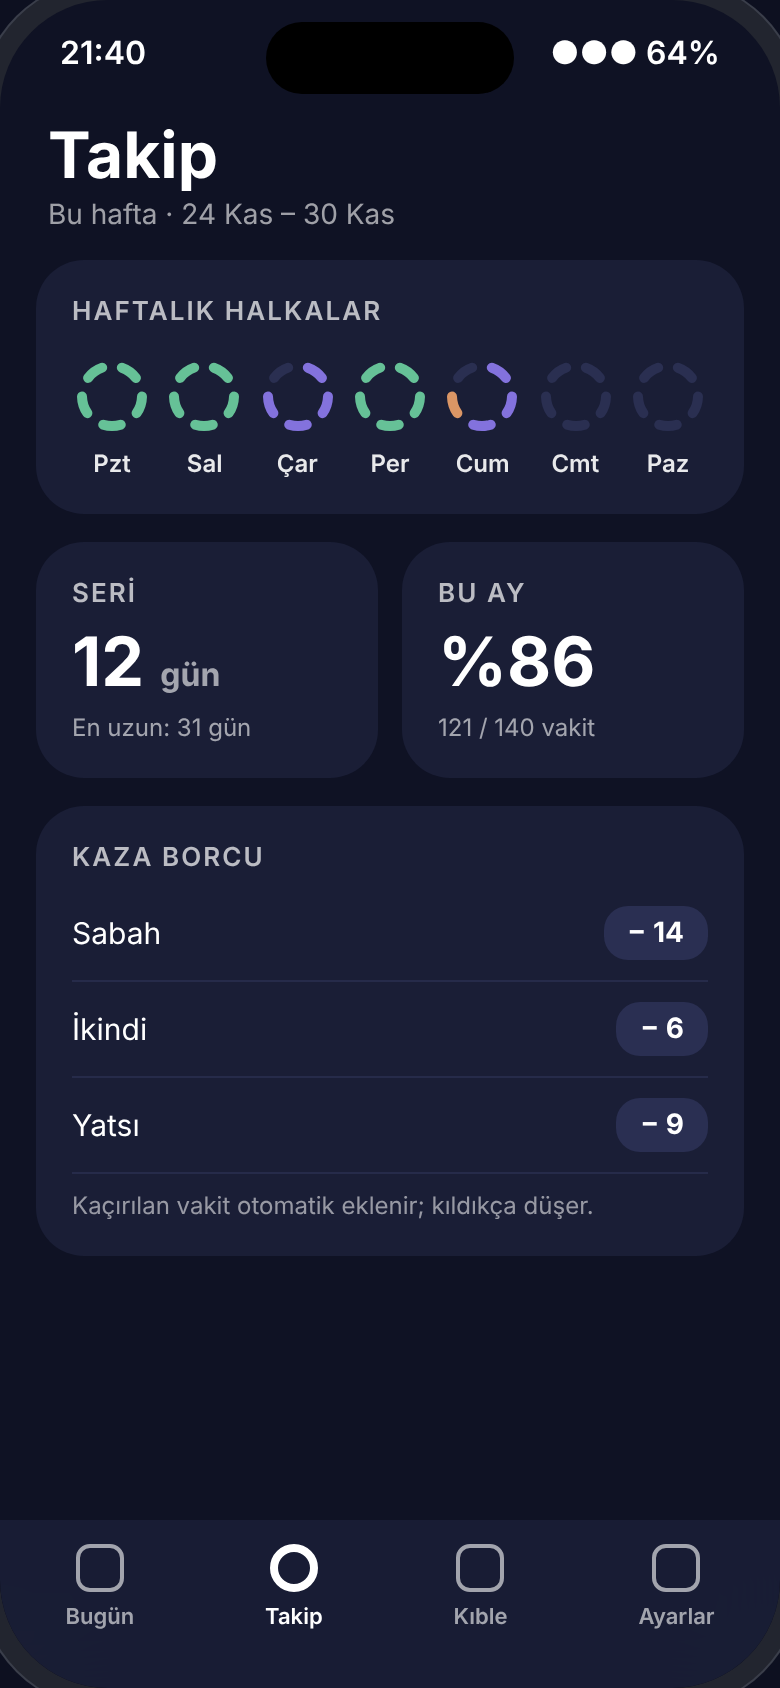 21:40
64%
Takip
Bu hafta · 24 Kas – 30 Kas
HAFTALIK HALKALAR
Pzt Sal Çar Per Cum Cmt Paz
SERİ
12 gün
En uzun: 31 gün
BU AY
%86
121 / 140 vakit
KAZA BORCU
Sabah – 14
İkindi – 6
Yatsı – 9
Kaçırılan vakit otomatik eklenir; kıldıkça düşer.
Bugün Takip Kıble Ayarlar